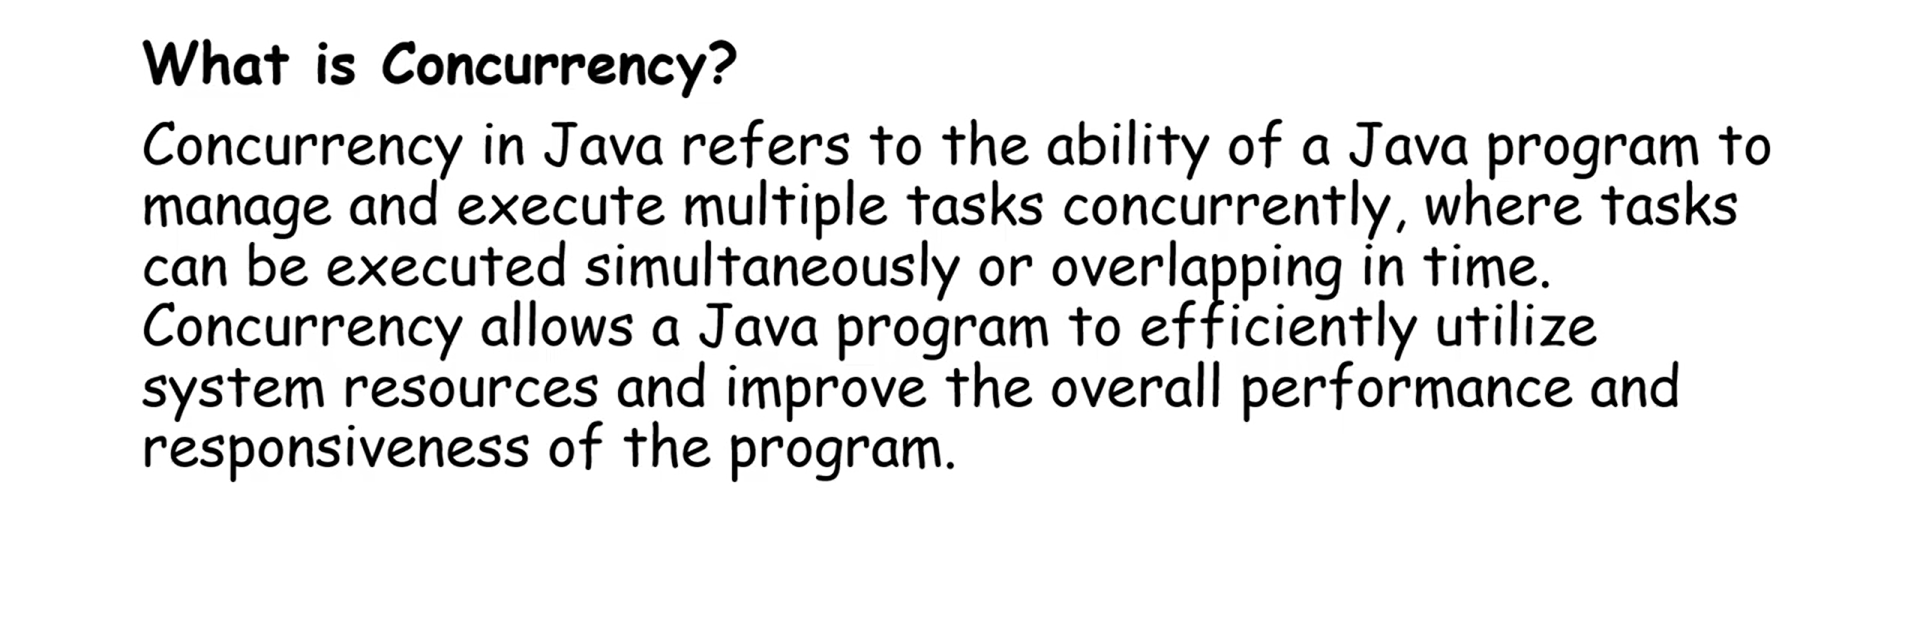 What is Concurrency?
Concurrency in Java refers to the ability of a Java program to
manage and execute multiple tasks concurrently, where tasks
can be executed simultaneously or overlapping in time.
Concurrency allows a Java program to efficiently utilize
system resources and improve the overall performance and
responsiveness of the program.